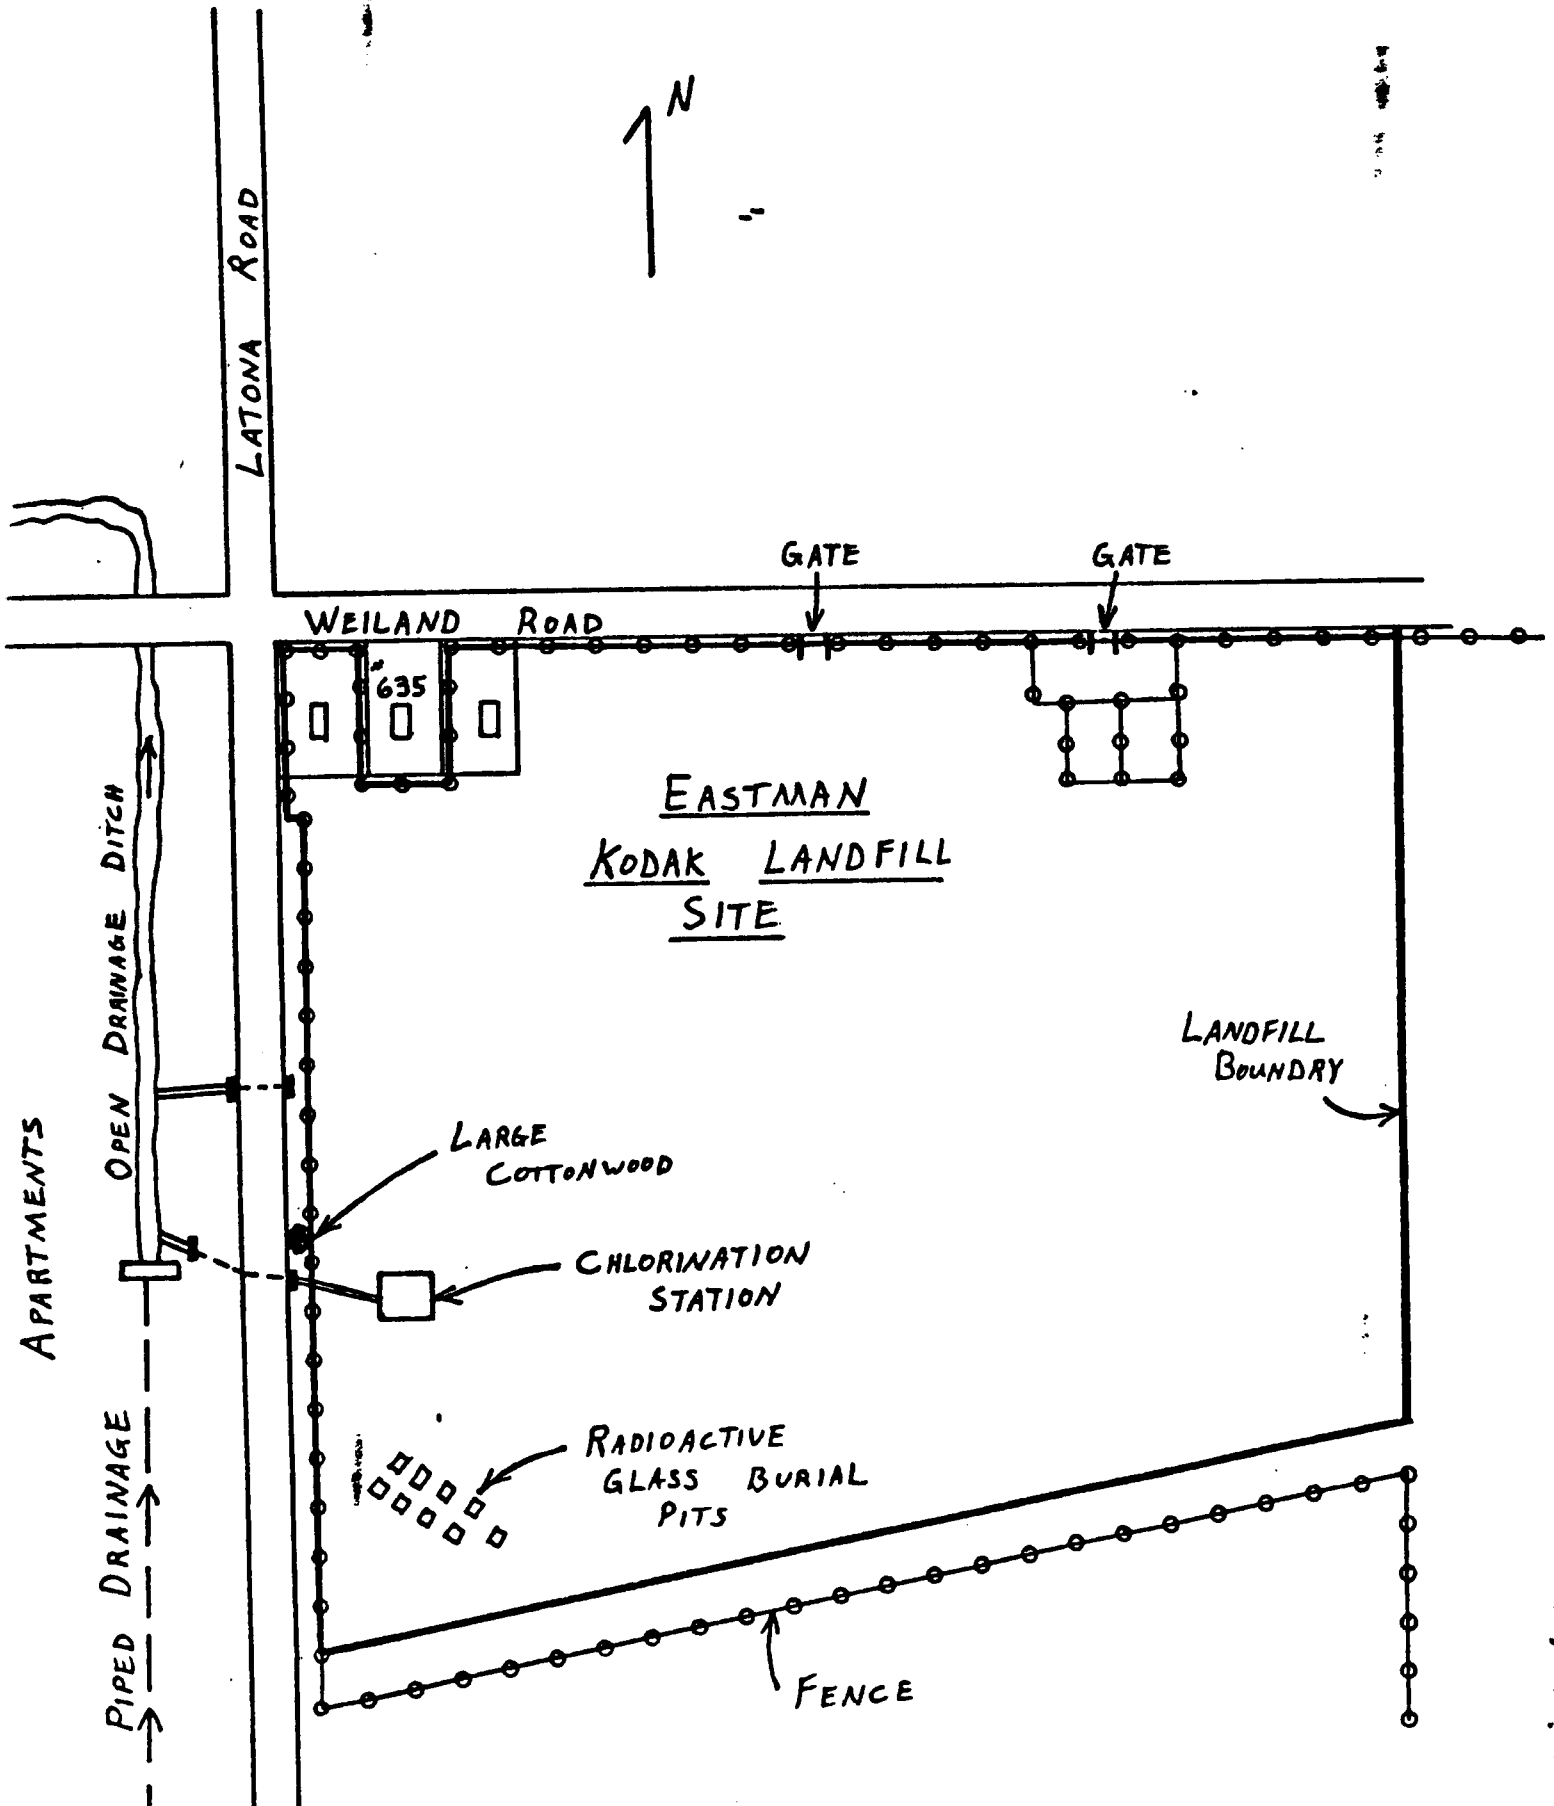 N
LATONA ROAD
GATE
GATE
WEILAND ROAD
"635
EASTMAN
KODAK LANDFILL
SITE
OPEN DRAINAGE DITCH
LANDFILL
BOUNDRY
APARTMENTS
LARGE
COTTONWOOD
CHLORINATION
STATION
RADIOACTIVE
GLASS BURIAL
PITS
PIPED DRAINAGE
FENCE